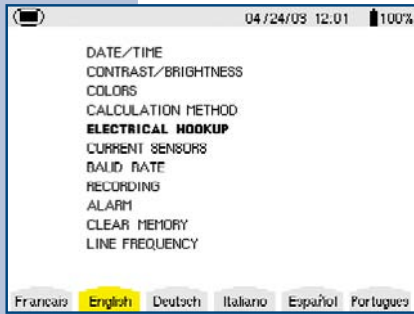 04/24/03 12:01 100%
DATE/TIME
CONTRAST/BRIGHTNESS
COLORS
CALCULATION METHOD
ELECTRICAL HOOKUP
CURRENT SENSORS
BAUD RATE
RECORDING
ALARM
CLEAR MEMORY
LINE FREQUENCY
Francais English Deutsch Italiano Español Portugues